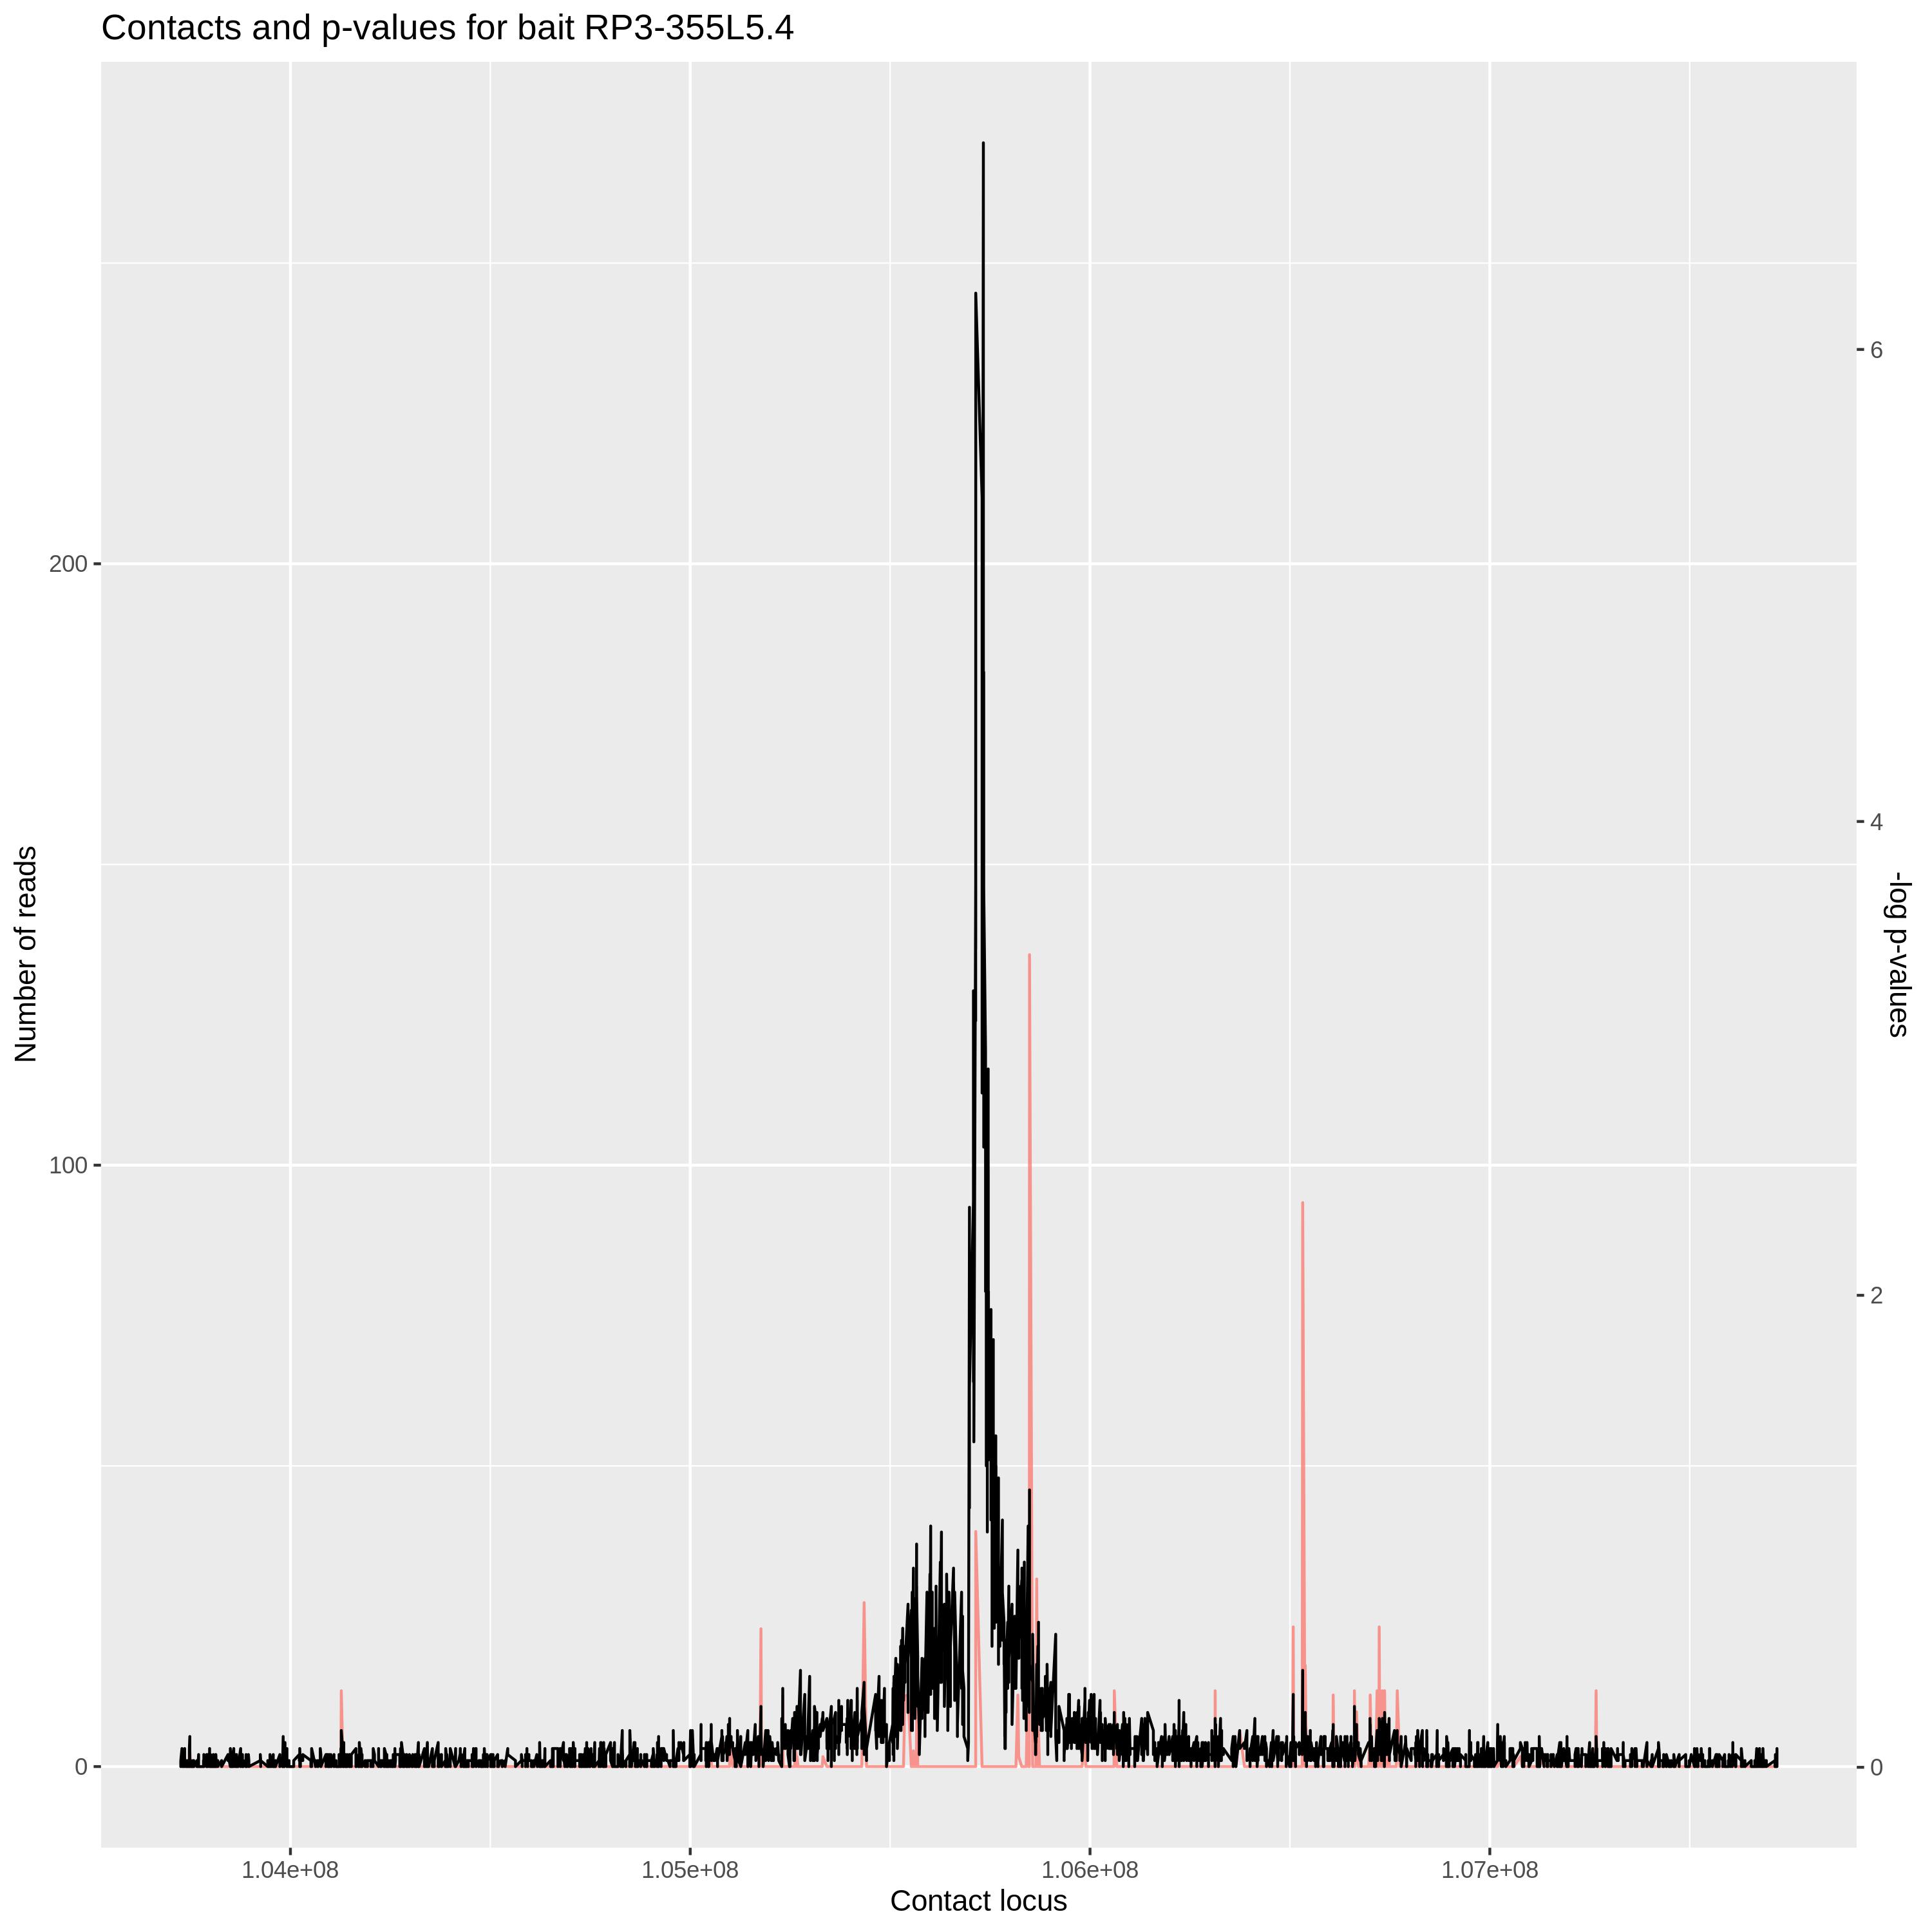 Contacts and p-values for bait RP3-355L5.4
200
100
0
Number of reads
6
4
2
0
-log p-values
1.04e+08
1.05e+08
1.06e+08
1.07e+08
Contact locus